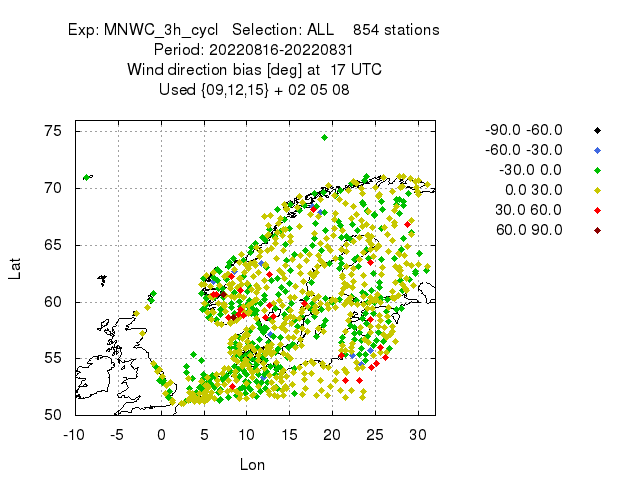 Exp: MNWC_3h_cycl   Selection: ALL    854 stations
Period: 20220816-20220831
Wind direction bias [deg] at  17 UTC
Used {09,12,15} + 02 05 08
75
70
65
60
55
50
Lat
-10 -5 0 5 10 15 20 25 30
Lon
-90.0 -60.0
-60.0 -30.0
-30.0 0.0
0.0 30.0
30.0 60.0
60.0 90.0